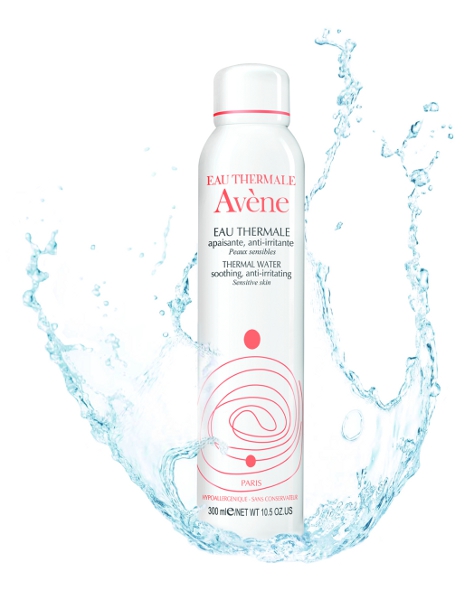 EAU THERMALE
Avène
EAU THERMALE
apaisante, anti-irritante
Peaux sensibles
THERMAL WATER
soothing, anti-irritating
Sensitive skin
PARIS
HYPOALLERGENIQUE - SANS CONSERVATEUR
300 ml℮/NET WT 10.5 OZ.US